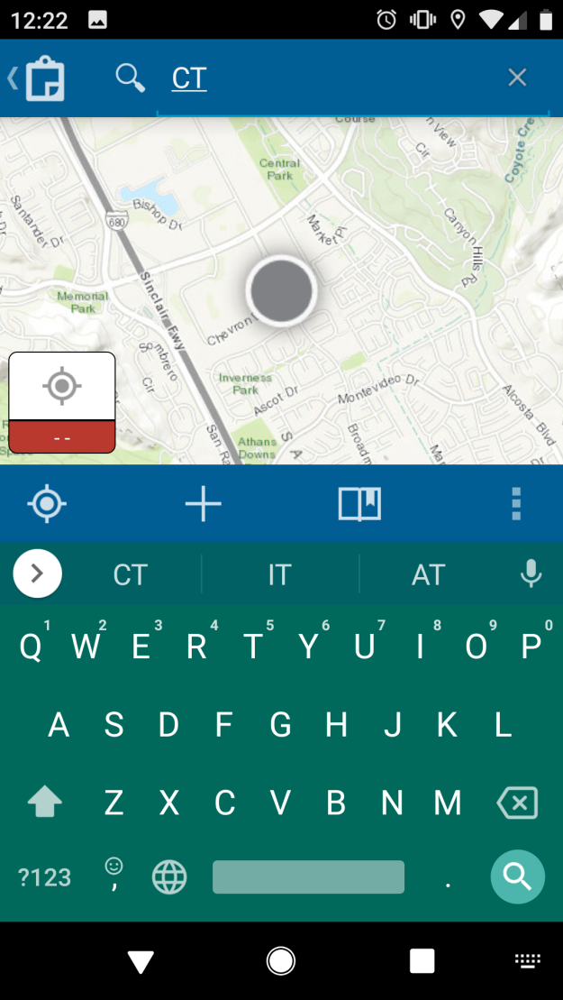 12:22
CT
Course
n View
Cir
Coyote Cre
Central
Park
Santander Dr
Bishop Dr
680
Market Pl
Canyon Hills
Rd
Memorial
Park
Sinclair Fwy
Chevron
Sombrero
Cir
Inverness
Park
Ascot Dr
Montevideo Dr
Alcosta Blvd
San Ra
Athans
Downs
S A
Broadm
Mar
Dr
--
CT IT AT
1 2 3 4 5 6 7 8 9 0
Q W E R T Y U I O P
A S D F G H J K L
Z X C V B N M
?123 , .